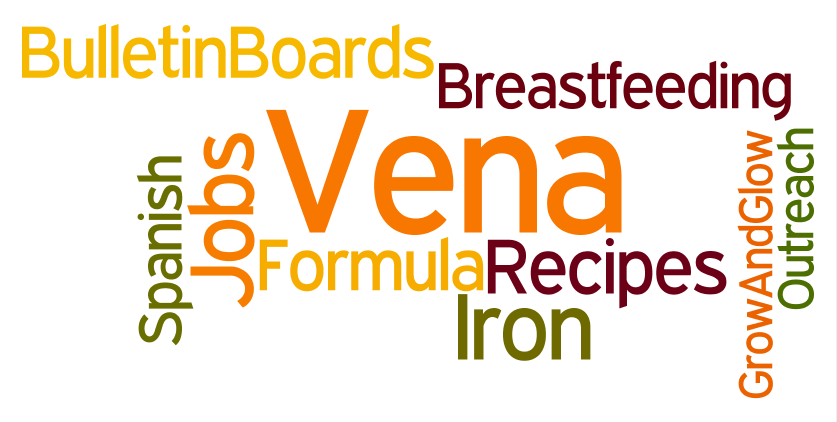 BulletinBoards
Breastfeeding
Vena
Spanish
Jobs
Formula
Recipes
Iron
GrowAndGlow
Outreach